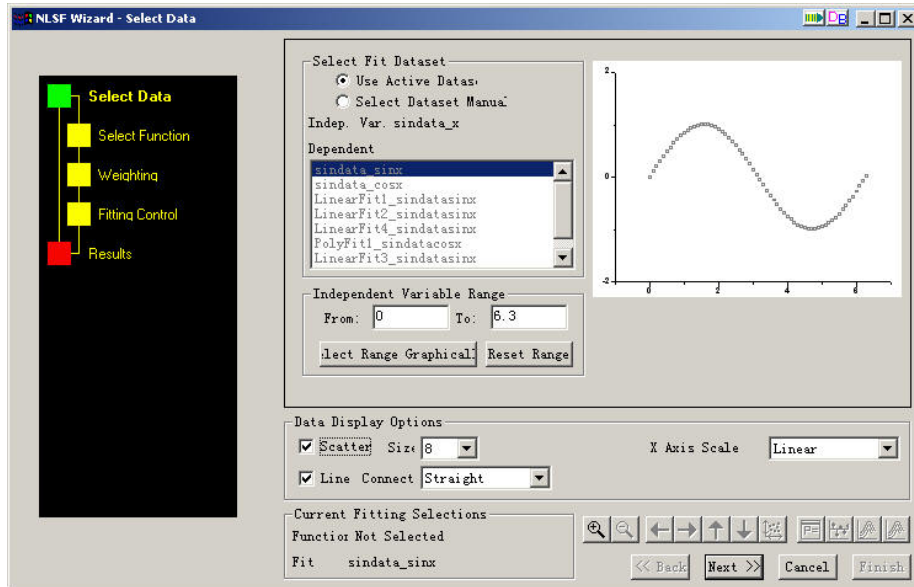 NLSF Wizard - Select Data
Select Data
Select Function
Weighting
Fitting Control
Results
Select Fit Dataset
Use Active Datas
Select Dataset Manua
Indep. Var. sindata_x
Dependent
sindata_sinx
sindata_cosx
LinearFit1_sindatasinx
LinearFit2_sindatasinx
LinearFit4_sindatasinx
PolyFit1_sindatacosx
LinearFit3_sindatasinx
Independent Variable Range
From: 0 To: 6.3
lect Range Graphical Reset Range
2
0
-2
0 2 4 6
Data Display Options
Scatter Size 8 X Axis Scale Linear
Line Connect Straight
Current Fitting Selections
Function Not Selected
Fit sindata_sinx
<< Back Next >> Cancel Finish